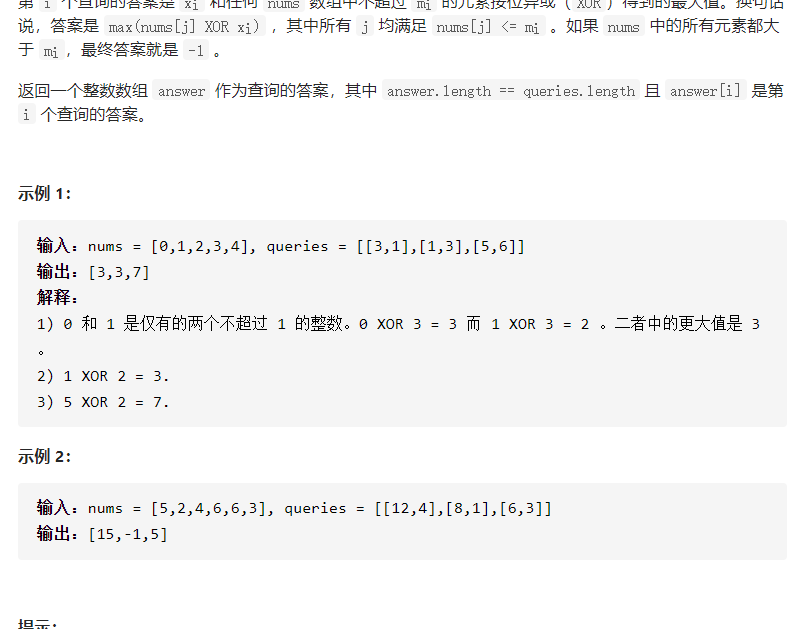 第 i 个查询的答案是 xi 和任何 nums 数组中不超过 mi 的元素按位异或（XOR）得到的最大值。换句话
说，答案是 max(nums[j] XOR xi) ，其中所有 j 均满足 nums[j] <= mi 。如果 nums 中的所有元素都大
于 mi，最终答案就是 -1 。
返回一个整数数组 answer 作为查询的答案，其中 answer.length == queries.length 且 answer[i] 是第
i 个查询的答案。
示例 1：
输入：nums = [0,1,2,3,4], queries = [[3,1],[1,3],[5,6]]
输出：[3,3,7]
解释：
1) 0 和 1 是仅有的两个不超过 1 的整数。0 XOR 3 = 3 而 1 XOR 3 = 2 。二者中的更大值是 3
。
2) 1 XOR 2 = 3.
3) 5 XOR 2 = 7.
示例 2：
输入：nums = [5,2,4,6,6,3], queries = [[12,4],[8,1],[6,3]]
输出：[15,-1,5]
提示：